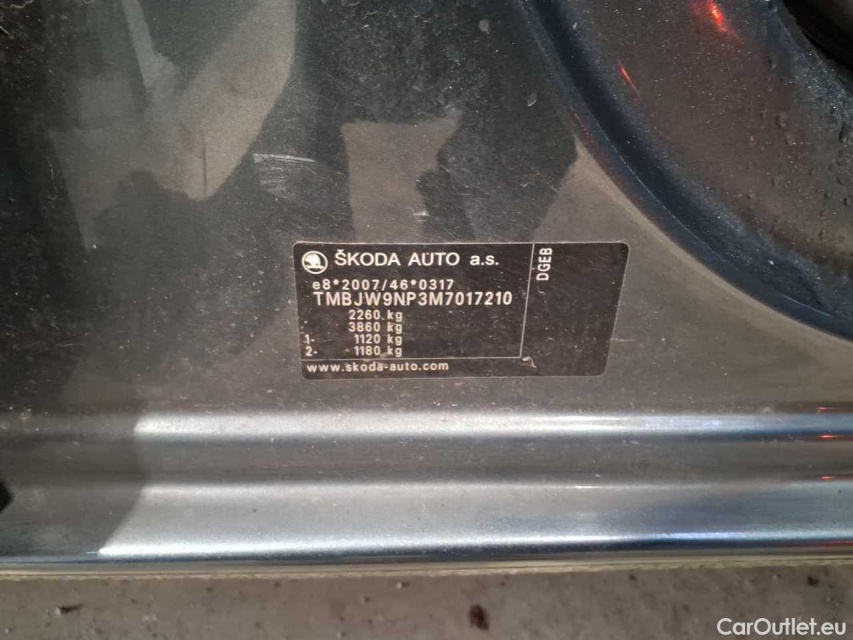 ŠKODA AUTO a.s.
e8*2007/46*0317
TMBJW9NP3M7017210
2260 kg
3860 kg
1- 1120 kg
2- 1180 kg
www.skoda-auto.com
DGEB
CarOutlet.eu